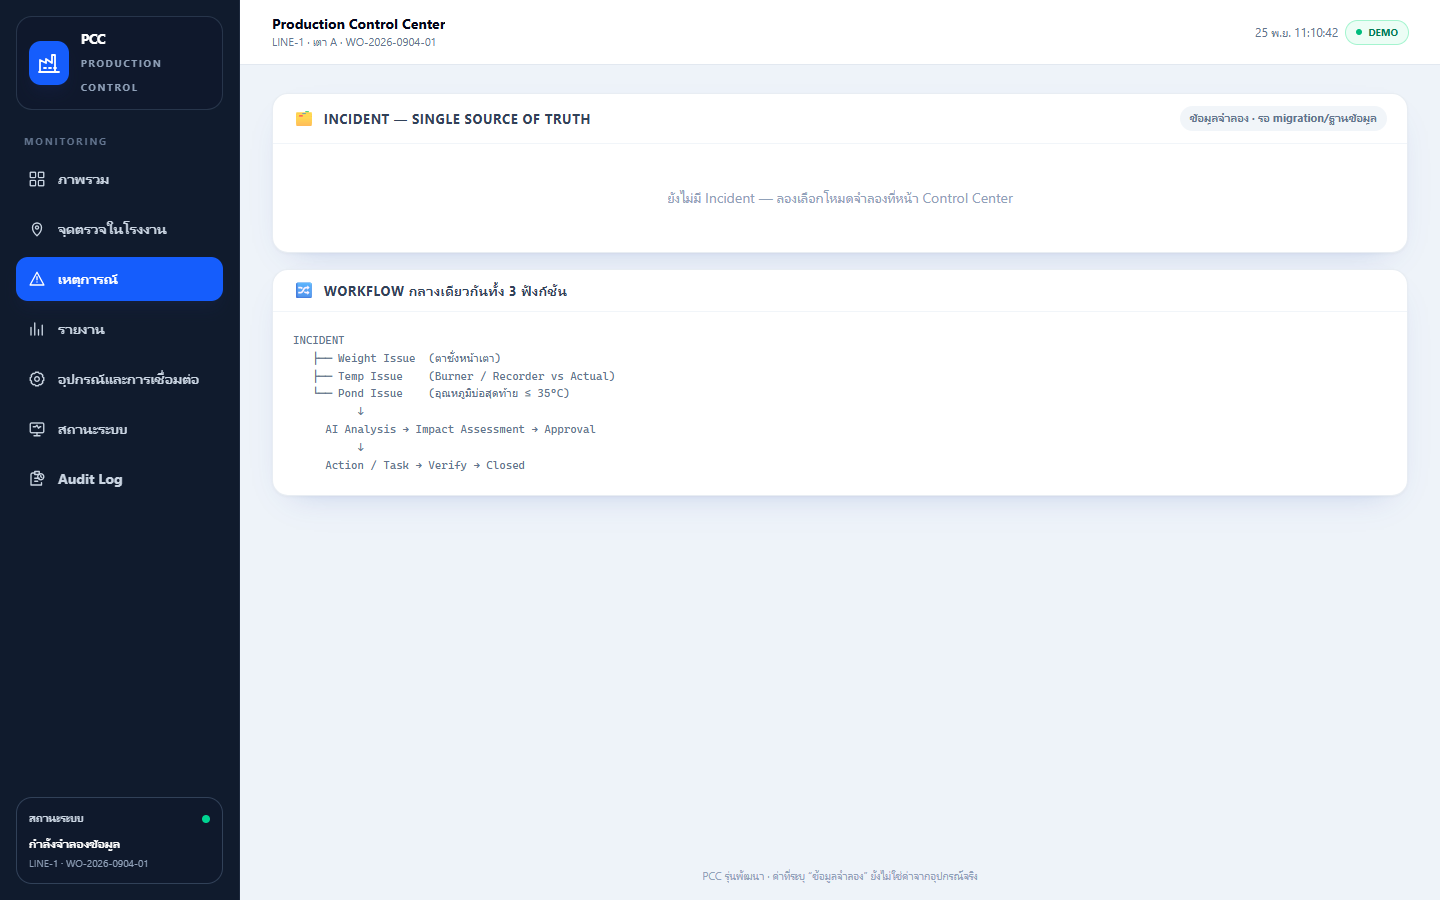 PCC
PRODUCTION
CONTROL
MONITORING
ภาพรวม
จุดตรวจในโรงงาน
เหตุการณ์
รายงาน
อุปกรณ์และการเชื่อมต่อ
สถานะระบบ
Audit Log
สถานะระบบ
กำลังจำลองข้อมูล
LINE-1 · WO-2026-0904-01
Production Control Center
LINE-1 · เตา A · WO-2026-0904-01
25 พ.ย. 11:10:42
DEMO
INCIDENT — SINGLE SOURCE OF TRUTH
ข้อมูลจำลอง · รอ migration/ฐานข้อมูล
ยังไม่มี Incident — ลองเลือกโหมดจำลองที่หน้า Control Center
WORKFLOW กลางเดียวกันทั้ง 3 ฟังก์ชัน
INCIDENT
├── Weight Issue (ตาชั่งหน้าเตา)
├── Temp Issue (Burner / Recorder vs Actual)
└── Pond Issue (อุณหภูมิบ่อสุดท้าย ≤ 35°C)
↓
AI Analysis → Impact Assessment → Approval
↓
Action / Task → Verify → Closed
PCC รุ่นพัฒนา · ค่าที่ระบุ "ข้อมูลจำลอง" ยังไม่ใช่ค่าจากอุปกรณ์จริง